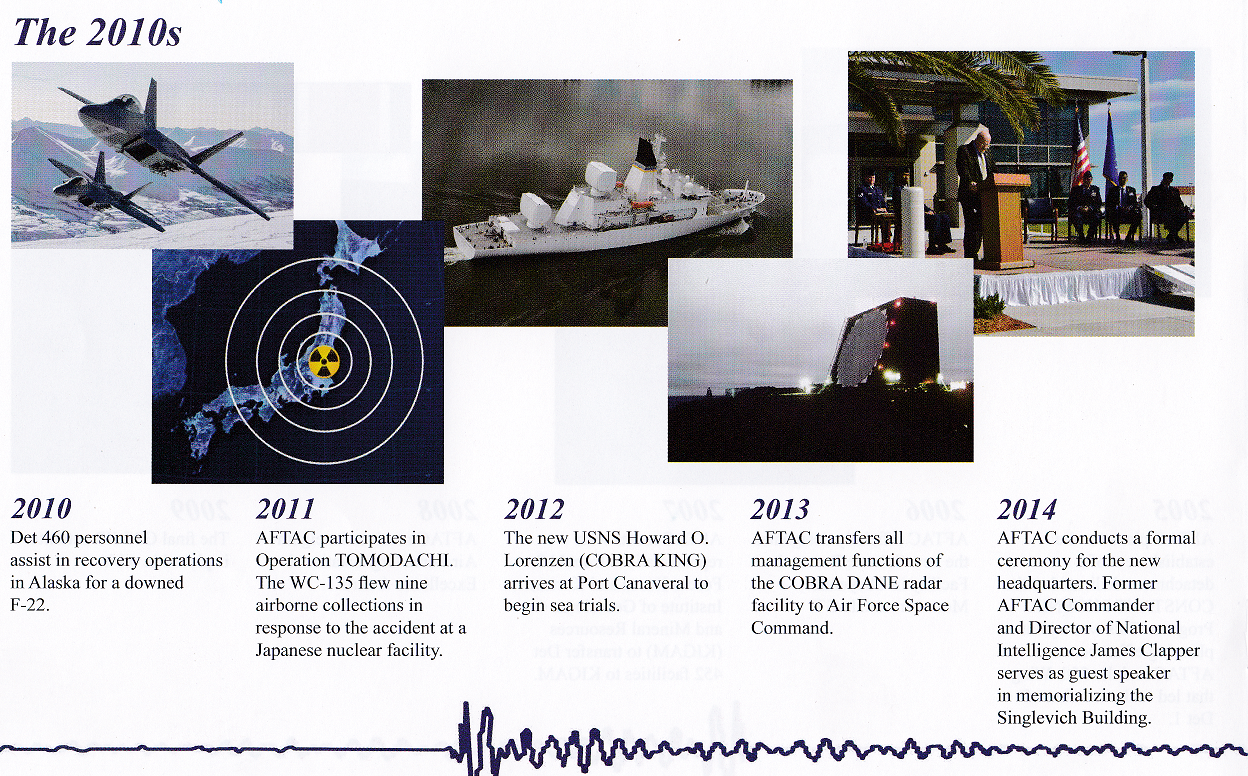 The 2010s
2010
Det 460 personnel
assist in recovery operations
in Alaska for a downed
F-22.
2011
AFTAC participates in
Operation TOMODACHI.
The WC-135 flew nine
airborne collections in
response to the accident at a
Japanese nuclear facility.
2012
The new USNS Howard O.
Lorenzen (COBRA KING)
arrives at Port Canaveral to
begin sea trials.
2013
AFTAC transfers all
management functions of
the COBRA DANE radar
facility to Air Force Space
Command.
2014
AFTAC conducts a formal
ceremony for the new
headquarters. Former
AFTAC Commander
and Director of National
Intelligence James Clapper
serves as guest speaker
in memorializing the
Singlevich Building.